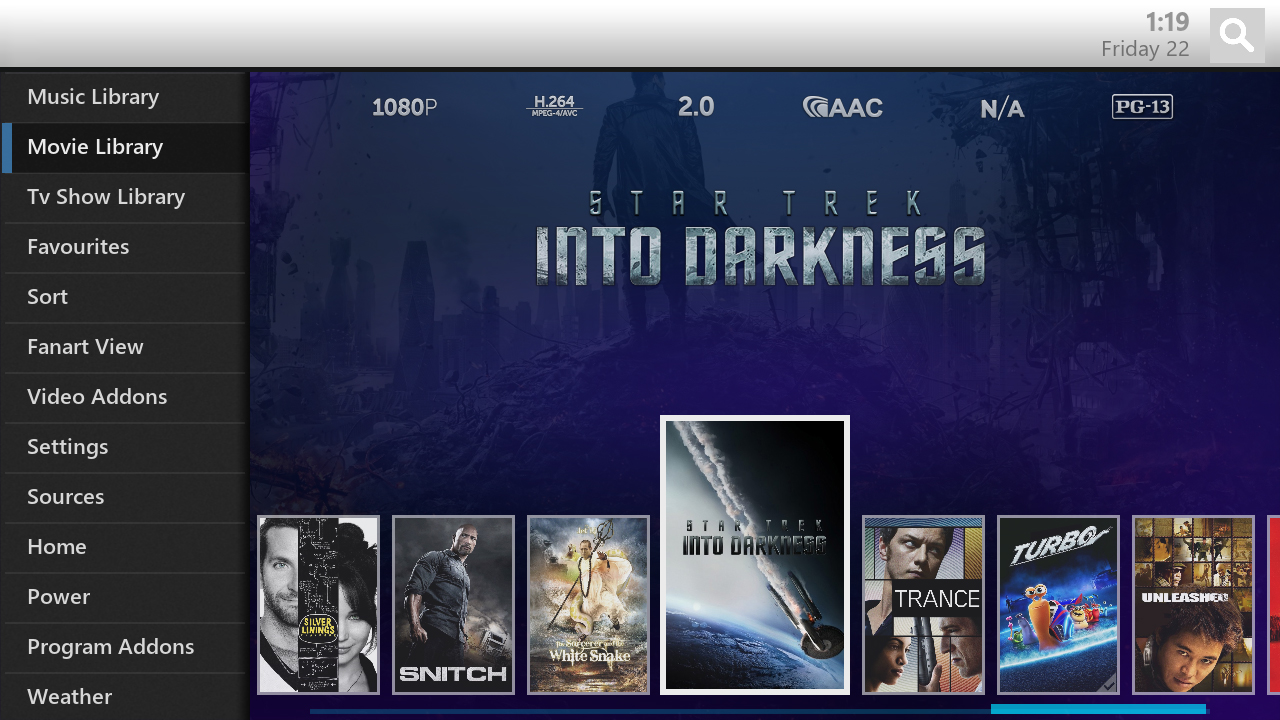 1:19
Friday 22
Music Library
Movie Library
Tv Show Library
Favourites
Sort
Fanart View
Video Addons
Settings
Sources
Home
Power
Program Addons
Weather
1080P
H.264
MPEG-4/AVC
2.0
AAC
N/A
PG-13
STAR TREK
INTO DARKNESS
SILVER
LININGS
SNITCH
The Sorcerer and the
White Snake
STAR TREK
INTO DARKNESS
TRANCE
TURBO
UNLEASHED